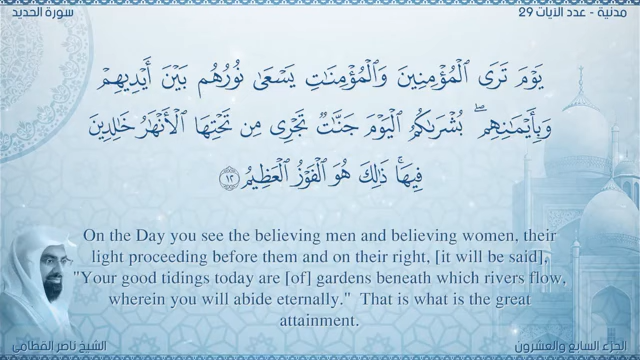 سورة الحديد
مدنية - عدد الآيات 29
يَوْمَ تَرَى ٱلْمُؤْمِنِينَ وَٱلْمُؤْمِنَٰتِ يَسْعَىٰ نُورُهُم بَيْنَ أَيْدِيهِمْ
وَبِأَيْمَٰنِهِمۖ بُشْرَىٰكُمُ ٱلْيَوْمَ جَنَّٰتٌ تَجْرِى مِن تَحْتِهَا ٱلْأَنْهَٰرُ خَٰلِدِينَ
فِيهَاۚ ذَٰلِكَ هُوَ ٱلْفَوْزُ ٱلْعَظِيمُ ١٢
On the Day you see the believing men and believing women, their
light proceeding before them and on their right, [it will be said],
"Your good tidings today are [of] gardens beneath which rivers flow,
wherein you will abide eternally." That is what is the great
attainment.
الشيخ ناصر القطامي
الجزء السابع والعشرون